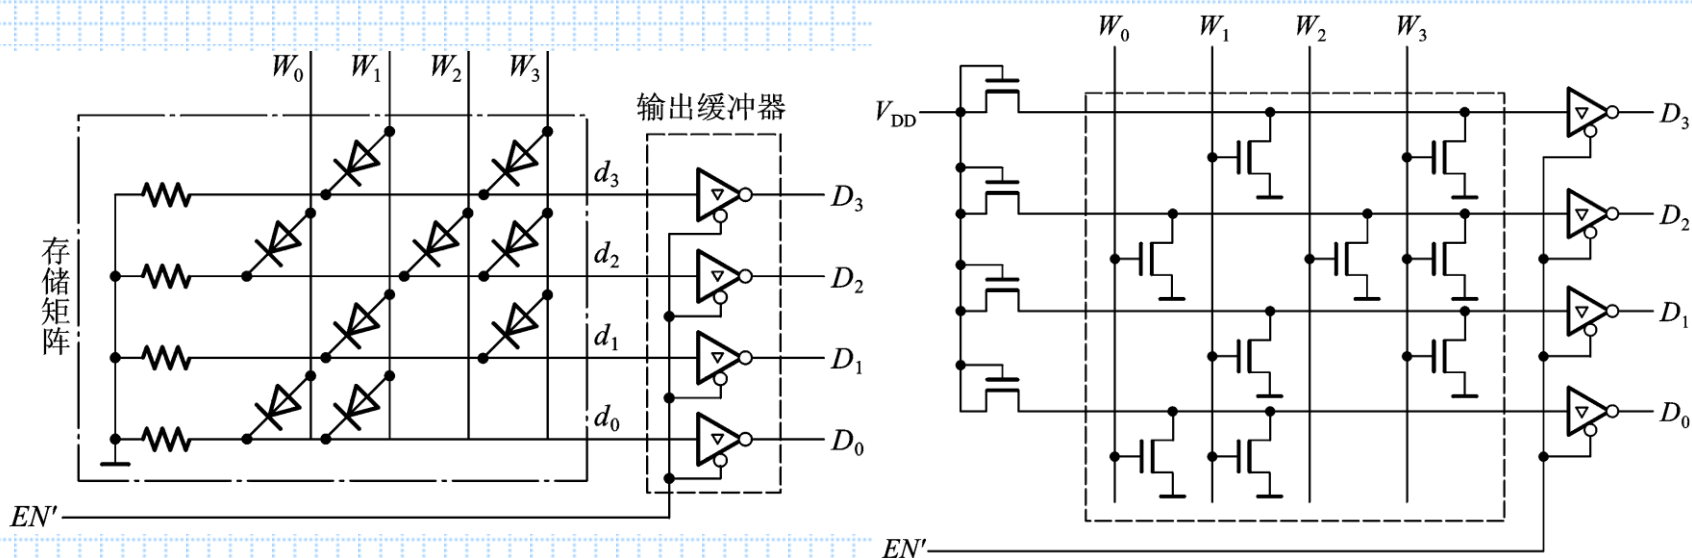 W₀ W₁ W₂ W₃
输出缓冲器
存储矩阵
d₃ D₃
d₂ D₂
d₁ D₁
d₀ D₀
EN'
W₀ W₁ W₂ W₃
V_DD
D₃
D₂
D₁
D₀
EN'